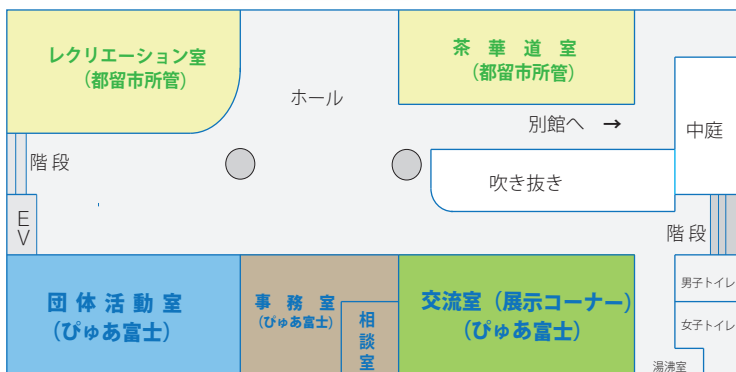 レクリエーション室
（都留市所管）
茶華道室
（都留市所管）
ホール
別館へ →
中庭
階段
吹き抜き
EV
階段
団体活動室
（ぴゅあ富士）
事務室
（ぴゅあ富士）
相談室
交流室（展示コーナー）
（ぴゅあ富士）
男子トイレ
女子トイレ
湯沸室